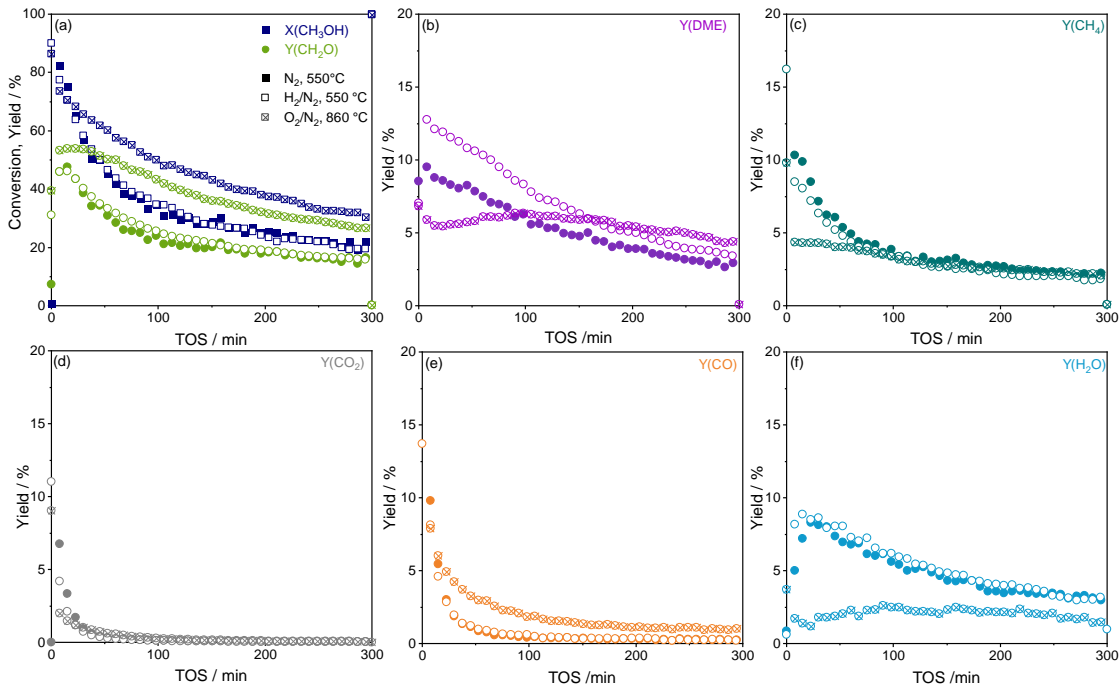 (a)
X(CH₃OH)
Y(CH₂O)
N₂, 550°C
H₂/N₂, 550 °C
O₂/N₂, 860 °C
Conversion, Yield / %
100
80
60
40
20
0
0 100 200 300
TOS / min
(b)
Y(DME)
Yield / %
20
15
10
5
0
0 100 200 300
TOS / min
(c)
Y(CH₄)
Yield / %
20
15
10
5
0
0 100 200 300
TOS / min
(d)
Y(CO₂)
Yield / %
20
15
10
5
0
0 100 200 300
TOS / min
(e)
Y(CO)
Yield / %
20
15
10
5
0
0 100 200 300
TOS /min
(f)
Y(H₂O)
Yield / %
20
15
10
5
0
0 100 200 300
TOS /min